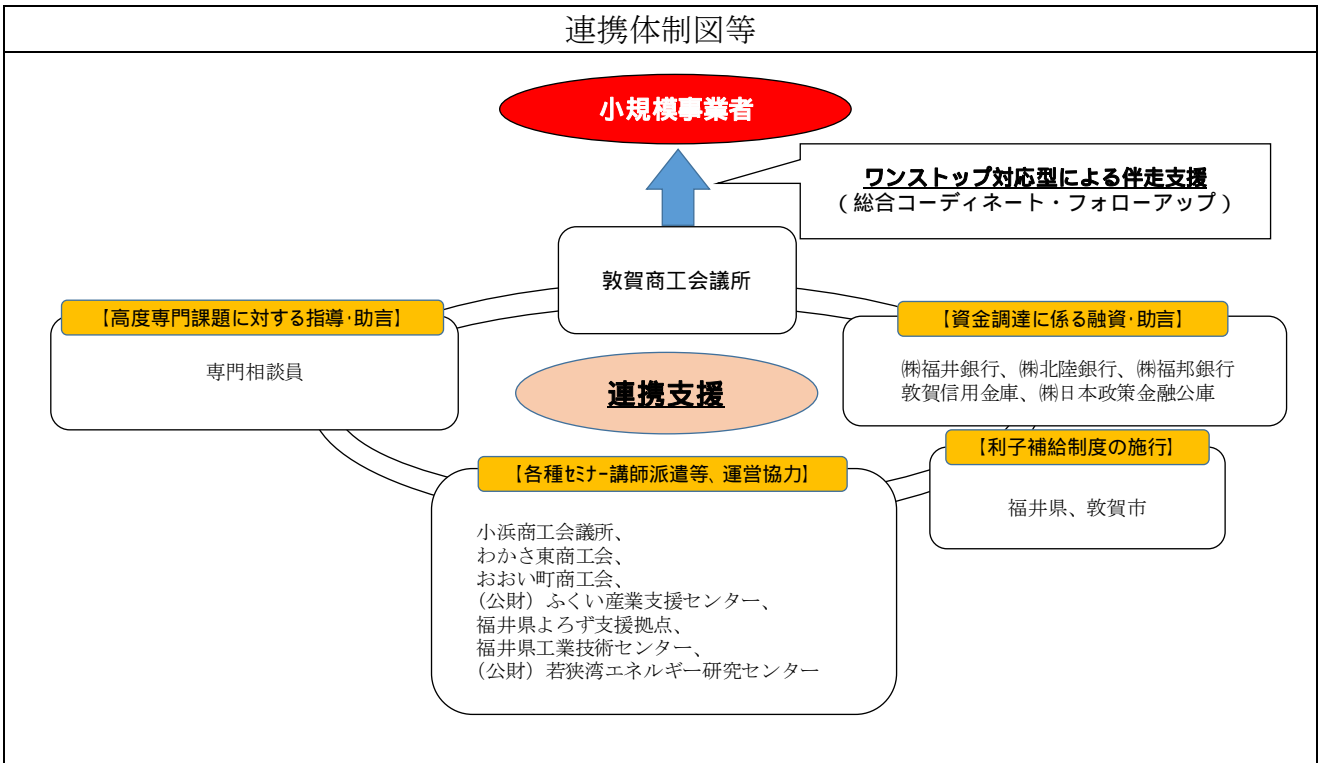 連携体制図等
小規模事業者
ワンストップ対応型による伴走支援
(総合コーディネート・フォローアップ)
敦賀商工会議所
【高度専門課題に対する指導・助言】
専門相談員
【資金調達に係る融資・助言】
㈱福井銀行、㈱北陸銀行、㈱福邦銀行
敦賀信用金庫、㈱日本政策金融公庫
連携支援
【利子補給制度の施行】
福井県、敦賀市
【各種ｾﾐﾅｰ講師派遣等、運営協力】
小浜商工会議所、
わかさ東商工会、
おおい町商工会、
(公財)ふくい産業支援センター、
福井県よろず支援拠点、
福井県工業技術センター、
(公財)若狭湾エネルギー研究センター